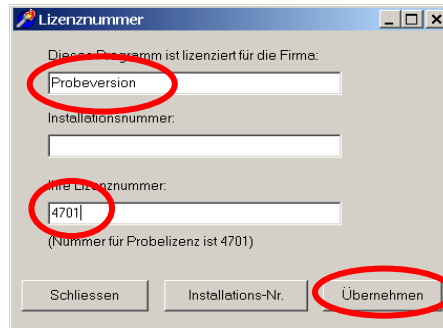 Lizenznummer
Dieses Programm ist lizenziert für die Firma:
Probeversion
Installationsnummer:
Ihre Lizenznummer:
4701
(Nummer für Probelizenz ist 4701)
Schliessen Installations-Nr. Übernehmen